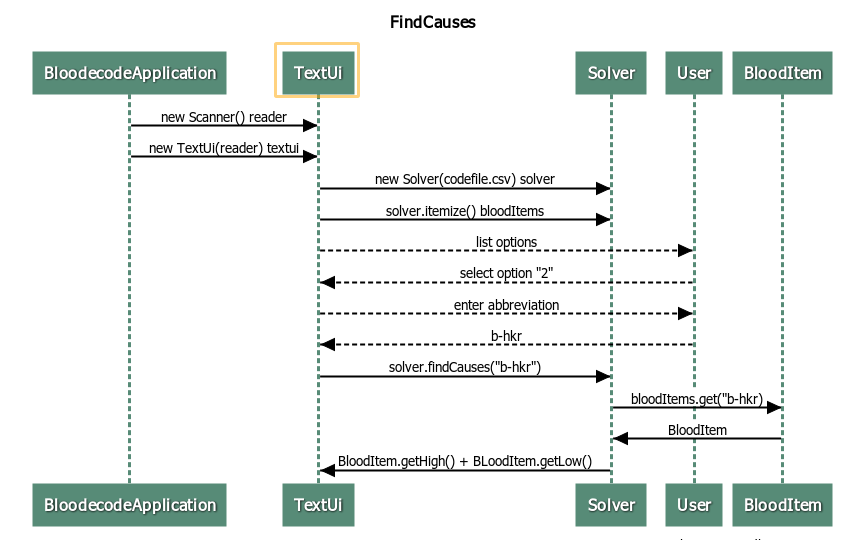 FindCauses
BloodecodeApplication
TextUi
Solver
User
BloodItem
new Scanner() reader
new TextUi(reader) textui
new Solver(codefile.csv) solver
solver.itemize() bloodItems
list options
select option "2"
enter abbreviation
b-hkr
solver.findCauses("b-hkr")
bloodItems.get("b-hkr)
BloodItem
BloodItem.getHigh() + BLoodItem.getLow()
BloodecodeApplication
TextUi
Solver
User
BloodItem